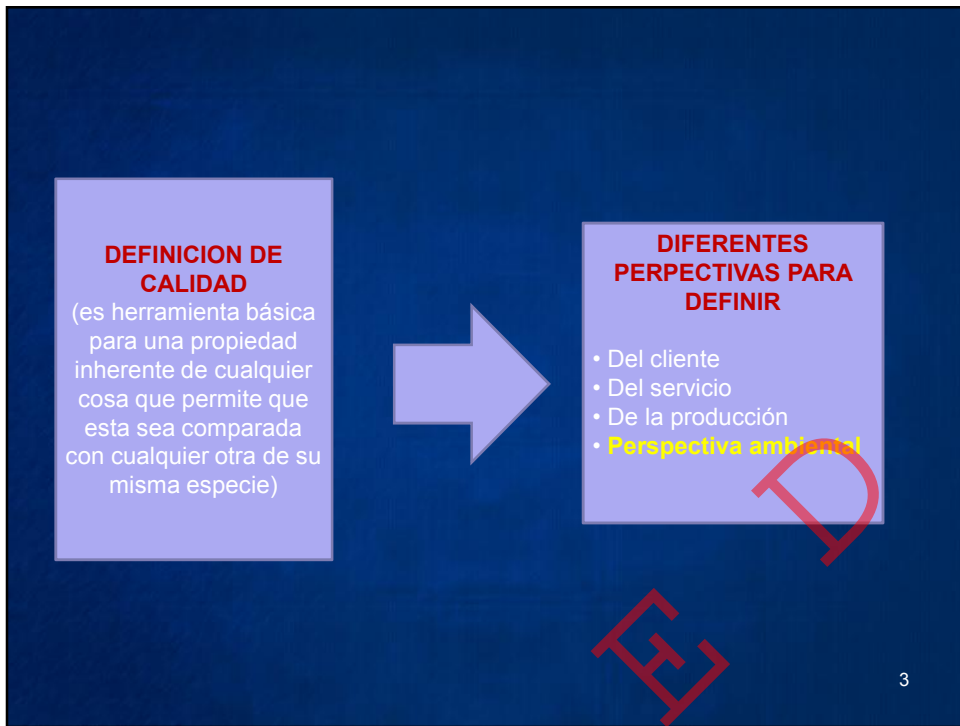 DEFINICION DE
CALIDAD
(es herramienta básica
para una propiedad
inherente de cualquier
cosa que permite que
esta sea comparada
con cualquier otra de su
misma especie)
DIFERENTES
PERPECTIVAS PARA
DEFINIR
• Del cliente
• Del servicio
• De la producción
• Perspectiva ambiental
E D
3